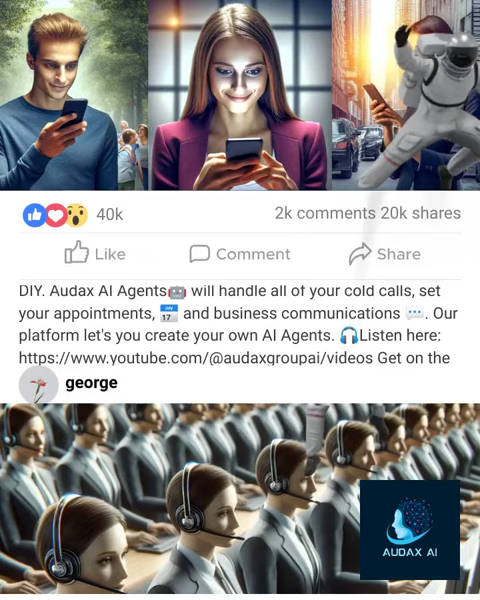 40k
2k comments 20k shares
Like
Comment
Share
DIY. Audax AI Agents🤖 will handle all of your cold calls, set
your appointments, 📅 and business communications 💬. Our
platform let's you create your own AI Agents. 🎧Listen here:
https://www.youtube.com/@audaxgroupai/videos Get on the
george
AUDAX AI